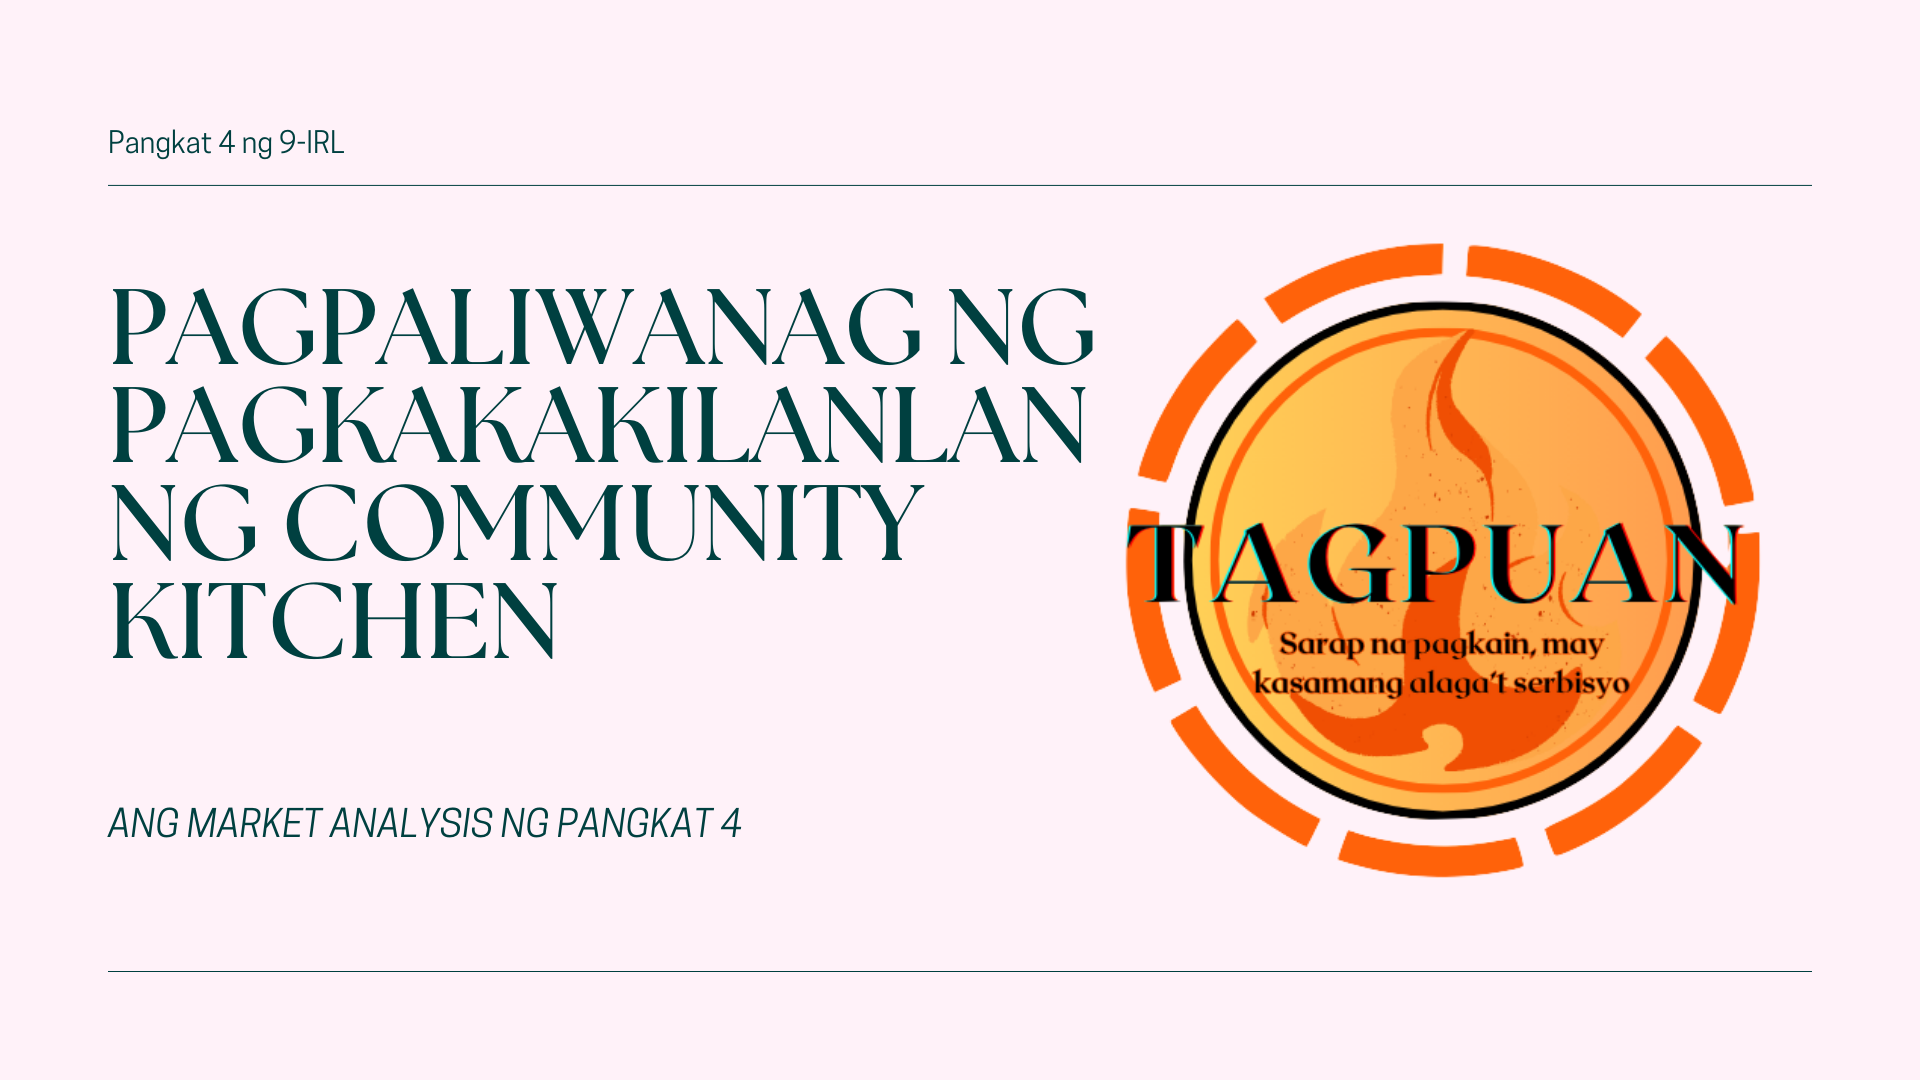 Pangkat 4 ng 9-IRL
PAGPALIWANAG NG
PAGKAKAKILANLAN
NG COMMUNITY
KITCHEN
ANG MARKET ANALYSIS NG PANGKAT 4
TAGPUAN
Sarap na pagkain, may
kasamang alaga't serbisyo